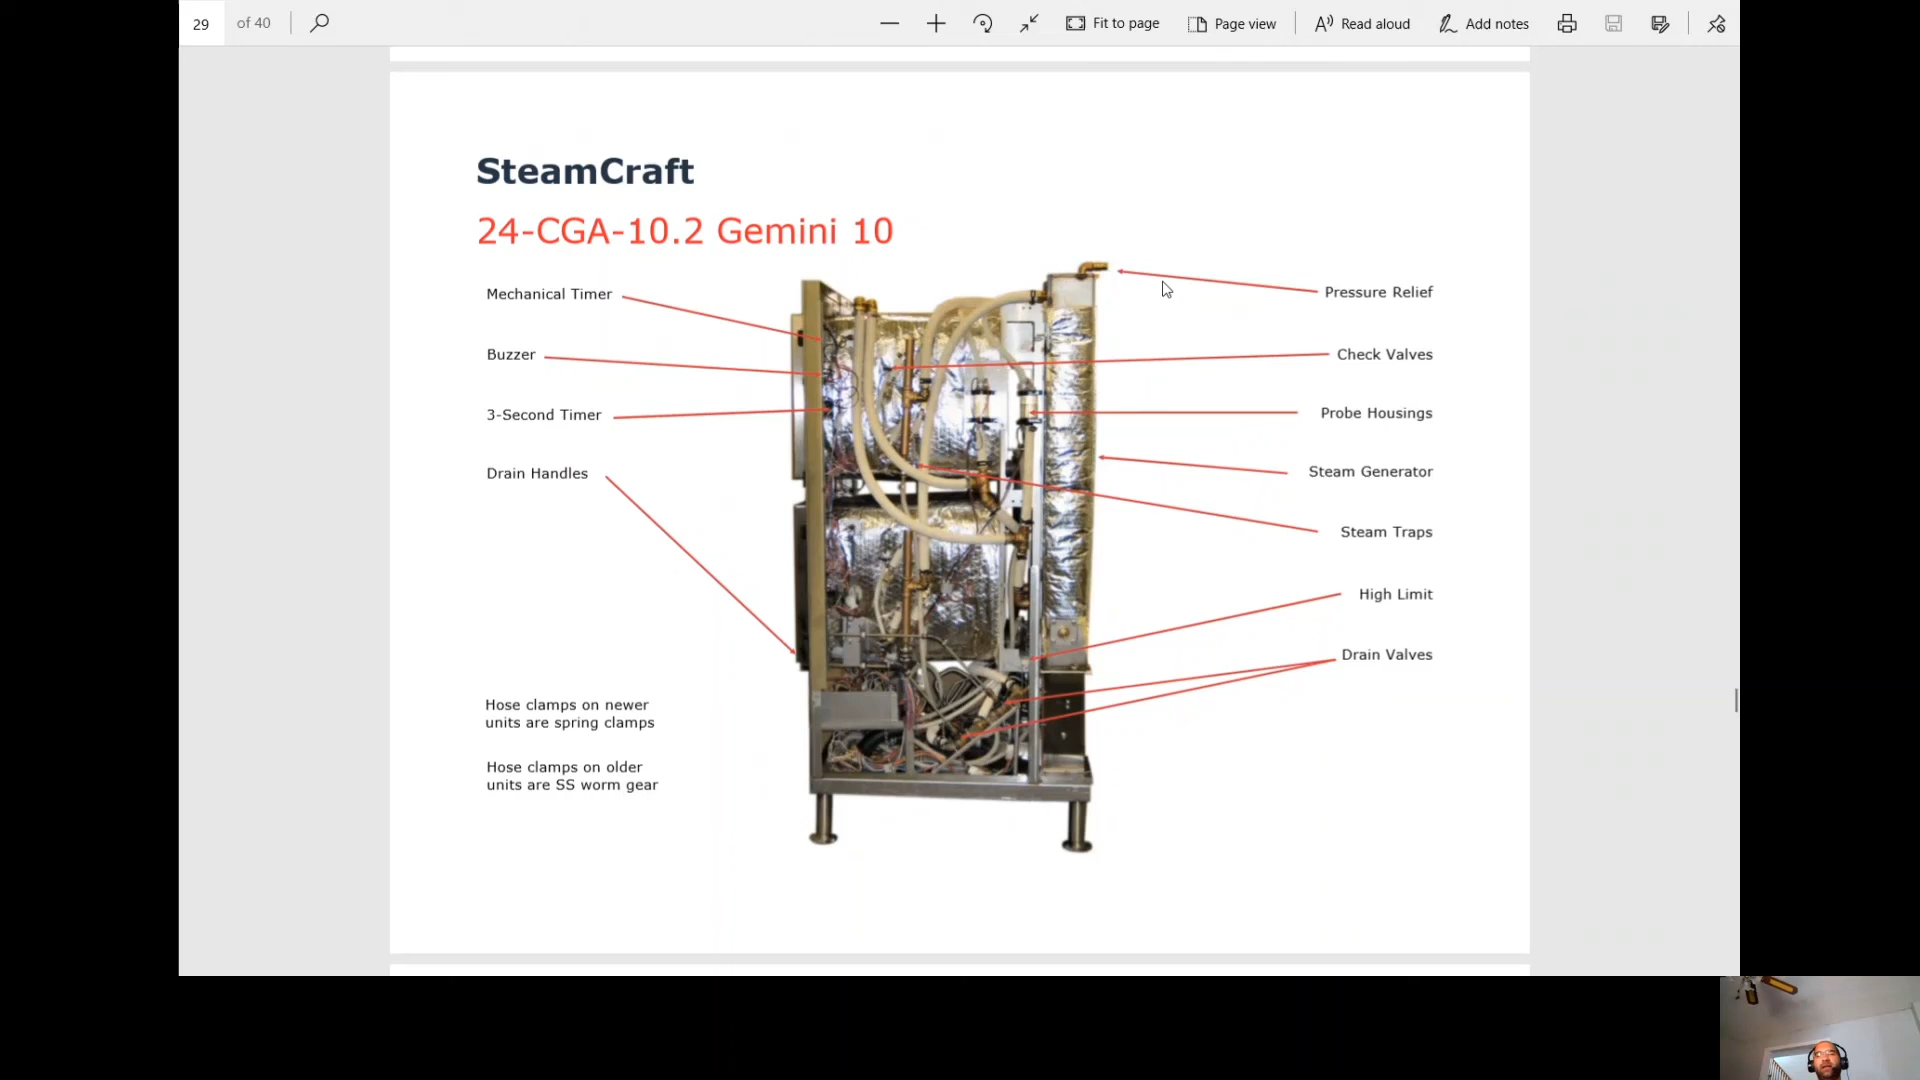 29 of 40 Fit to page Page view Read aloud Add notes
SteamCraft
24-CGA-10.2 Gemini 10
Mechanical Timer
Buzzer
3-Second Timer
Drain Handles
Hose clamps on newer
units are spring clamps
Hose clamps on older
units are SS worm gear
Pressure Relief
Check Valves
Probe Housings
Steam Generator
Steam Traps
High Limit
Drain Valves